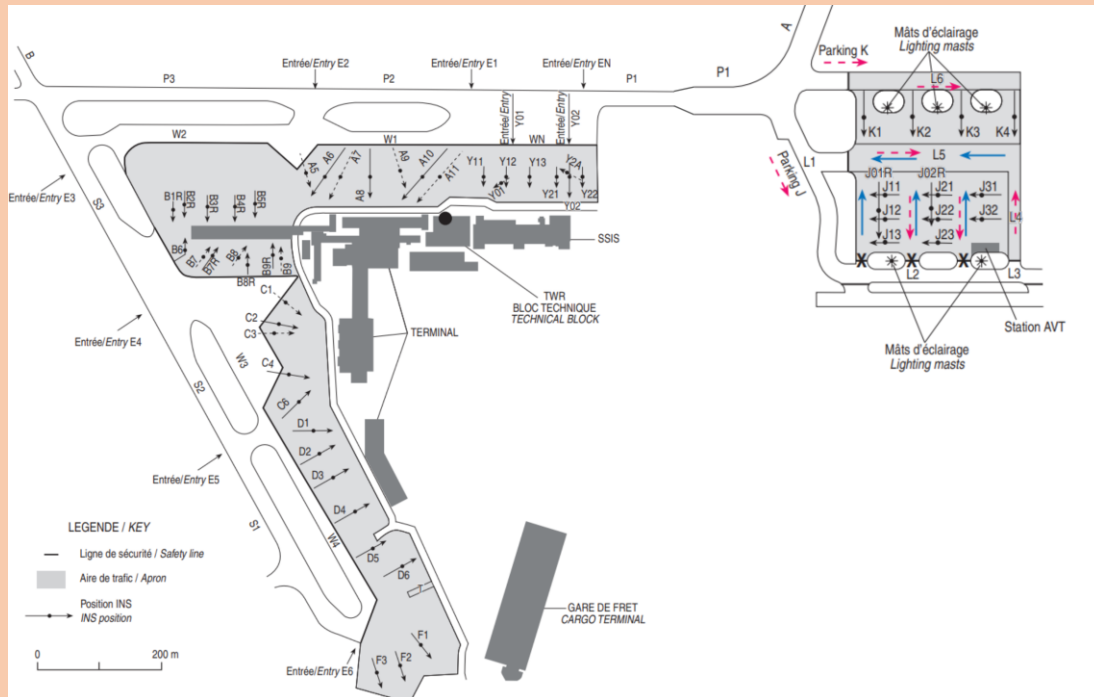 B
P3
Entrée/Entry E2
P2
Entrée/Entry E1
Entrée/Entry EN
P1
P1
A
Parking K
Mâts d'éclairage
Lighting masts
L6
K1
K2
K3
K4
L5
L1
Parking J
J01R
J02R
J11
J21
J31
J12
J22
J32
J13
J23
L4
L2
L3
Station AVT
Mâts d'éclairage
Lighting masts
Entrée/Entry
Y01
Entrée/Entry
Y02
W2
W1
WN
A5
A6
A7
A8
A9
A10
A11
Y11
Y12
Y13
Y01
Y2A
Y21
Y22
Y02
Entrée/Entry E3
S3
B1R
B2R
B3R
B4R
B5R
B6
B7
B7R
B8
B8R
B9R
B9
SSIS
TWR
BLOC TECHNIQUE
TECHNICAL BLOCK
TERMINAL
C1
C2
C3
C4
C6
Entrée/Entry E4
W3
S2
D1
D2
D3
D4
D5
D6
Entrée/Entry E5
S1
W4
LEGENDE / KEY
Ligne de sécurité / Safety line
Aire de trafic / Apron
Position INS
INS position
0
200 m
GARE DE FRET
CARGO TERMINAL
F1
F2
F3
Entrée/Entry E6